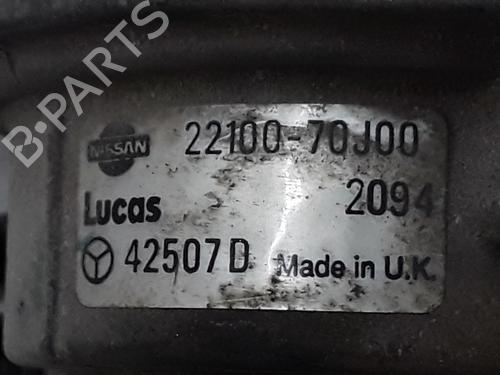 B-PARTS
NISSAN 22100-70J00
Lucas 2094
42507D Made in U.K.